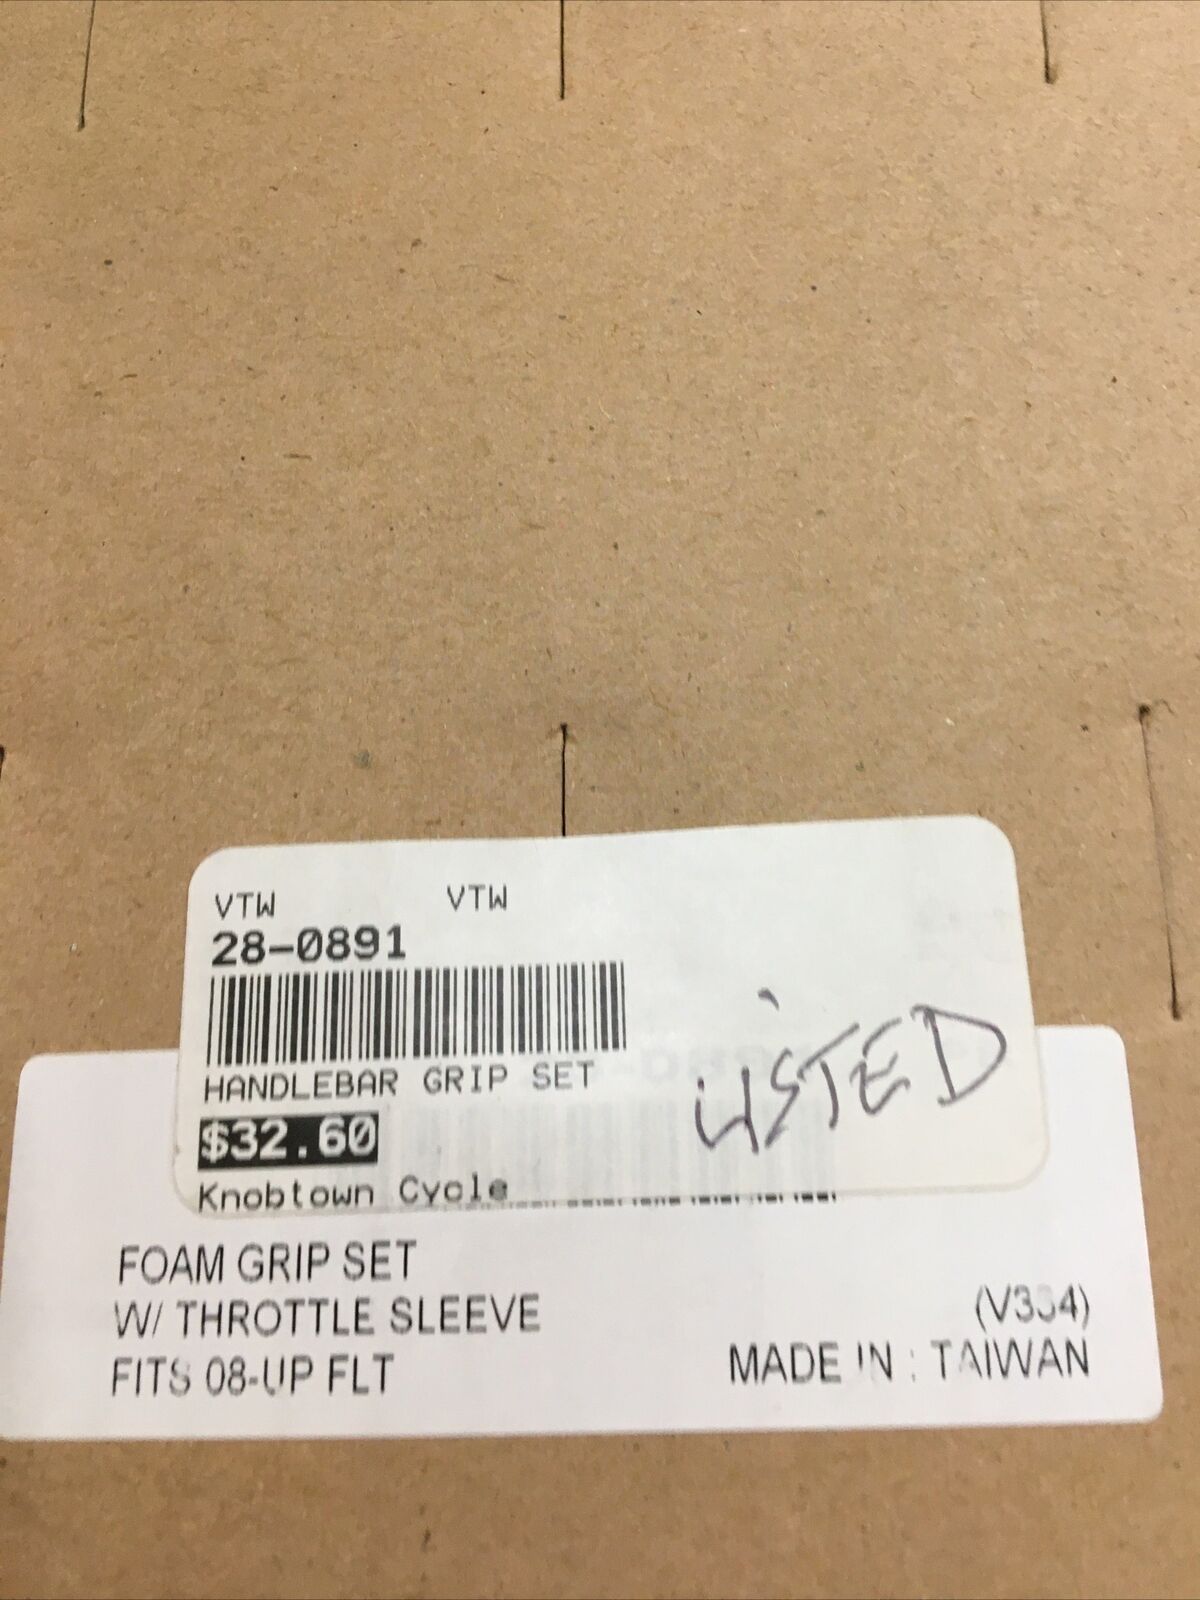 VTW VTW
28-0891
HANDLEBAR GRIP SET
$32.60
Knobtown Cycle
LISTED
FOAM GRIP SET
W/ THROTTLE SLEEVE
FITS 08-UP FLT
(V334)
MADE IN : TAIWAN